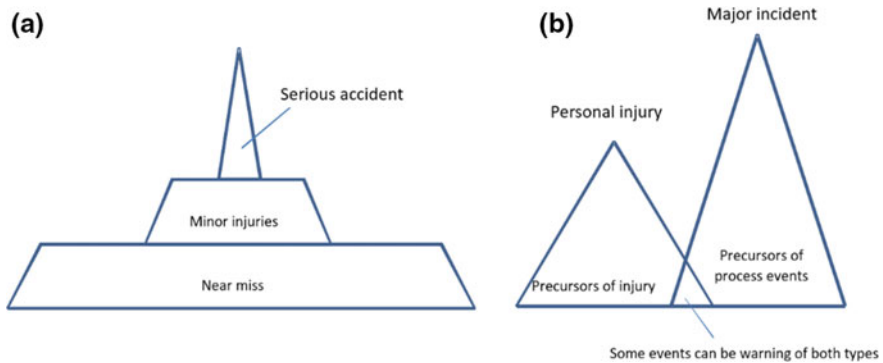 (a)
Serious accident
Minor injuries
Near miss
(b)
Major incident
Personal injury
Precursors of injury
Precursors of
process events
Some events can be warning of both types